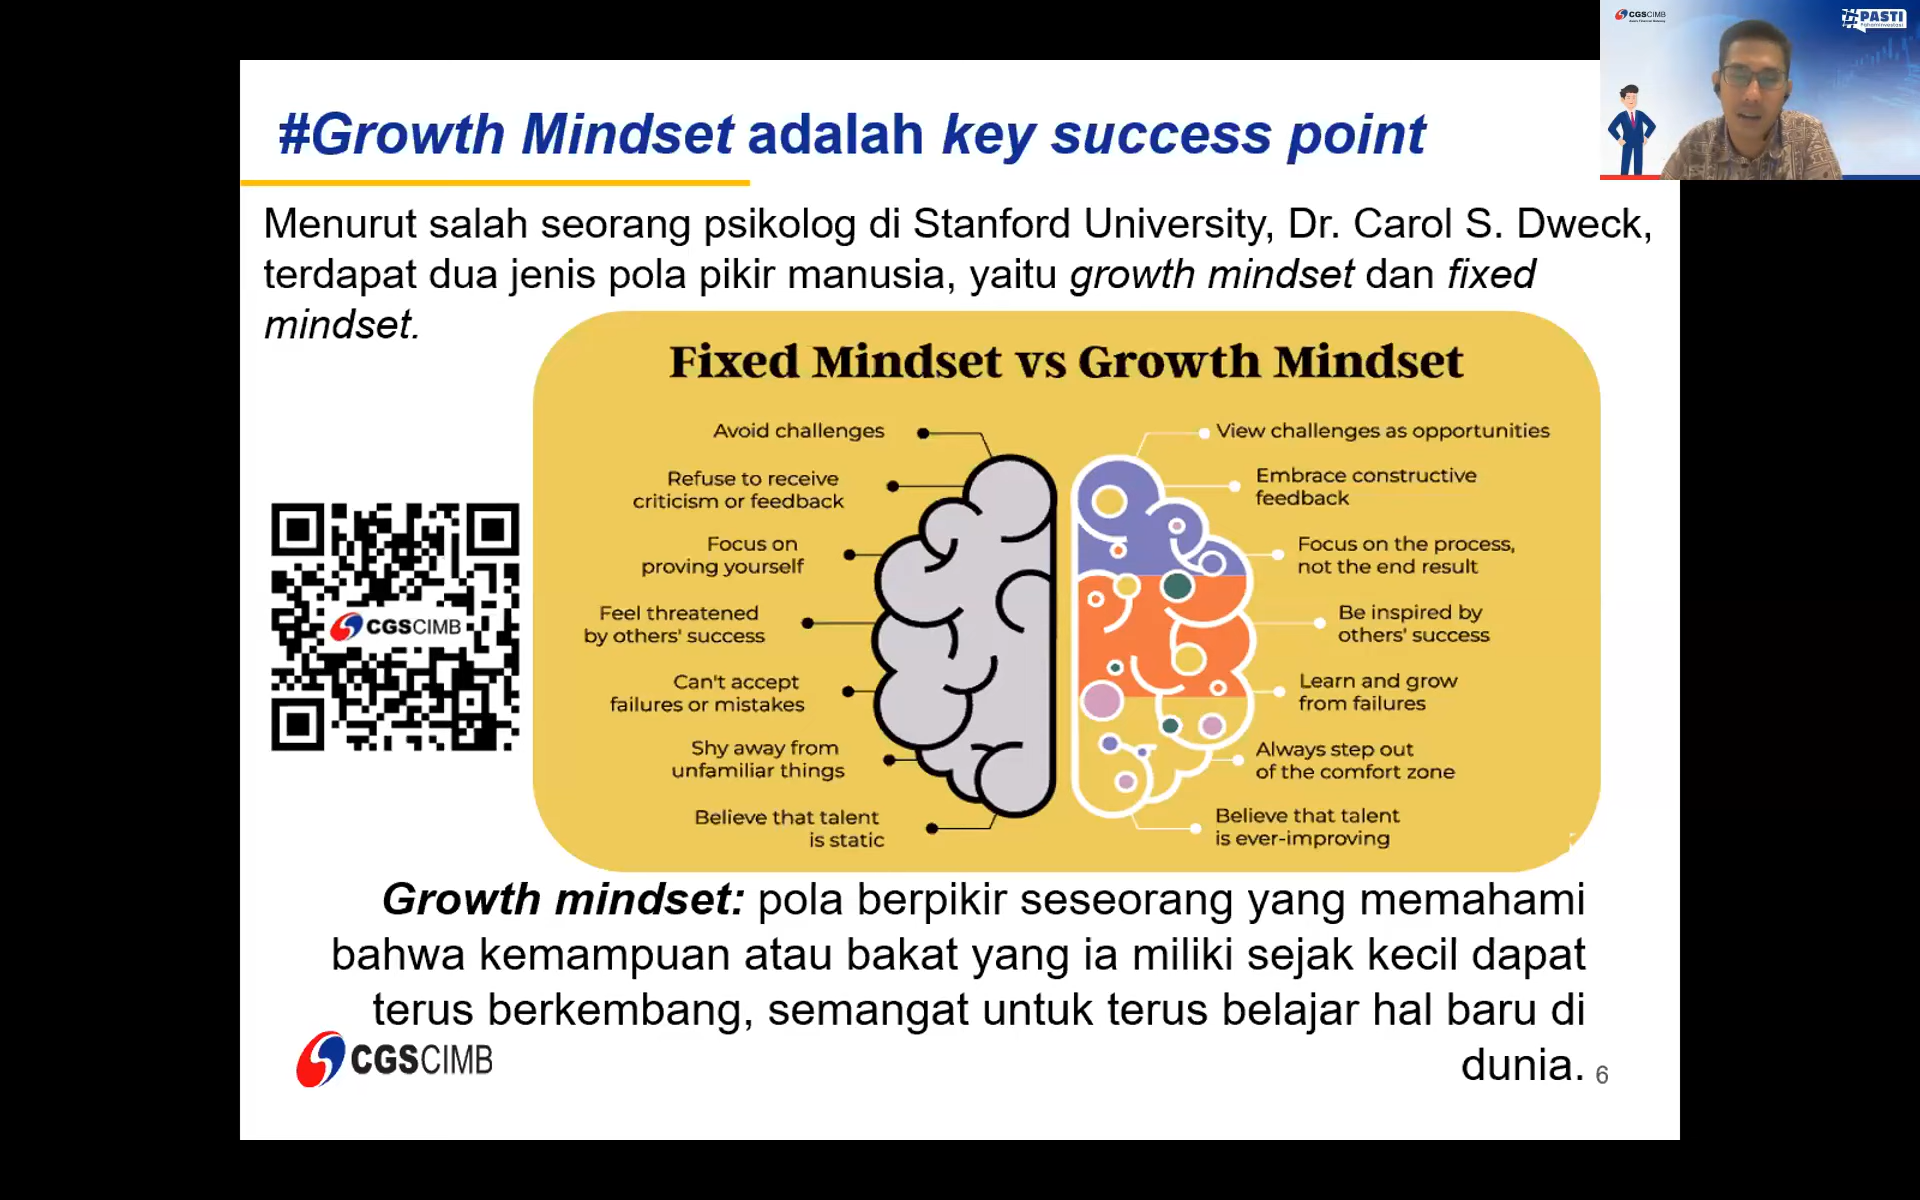 #Growth Mindset adalah key success point
CGSCIMB
#PASTI
Menurut salah seorang psikolog di Stanford University, Dr. Carol S. Dweck,
terdapat dua jenis pola pikir manusia, yaitu growth mindset dan fixed
mindset.
Fixed Mindset vs Growth Mindset
Avoid challenges
Refuse to receive
criticism or feedback
Focus on
proving yourself
Feel threatened
by others' success
Can't accept
failures or mistakes
Shy away from
unfamiliar things
Believe that talent
is static
View challenges as opportunities
Embrace constructive
feedback
Focus on the process,
not the end result
Be inspired by
others' success
Learn and grow
from failures
Always step out
of the comfort zone
Believe that talent
is ever-improving
CGSCIMB
Growth mindset: pola berpikir seseorang yang memahami
bahwa kemampuan atau bakat yang ia miliki sejak kecil dapat
terus berkembang, semangat untuk terus belajar hal baru di
dunia.
CGSCIMB
6